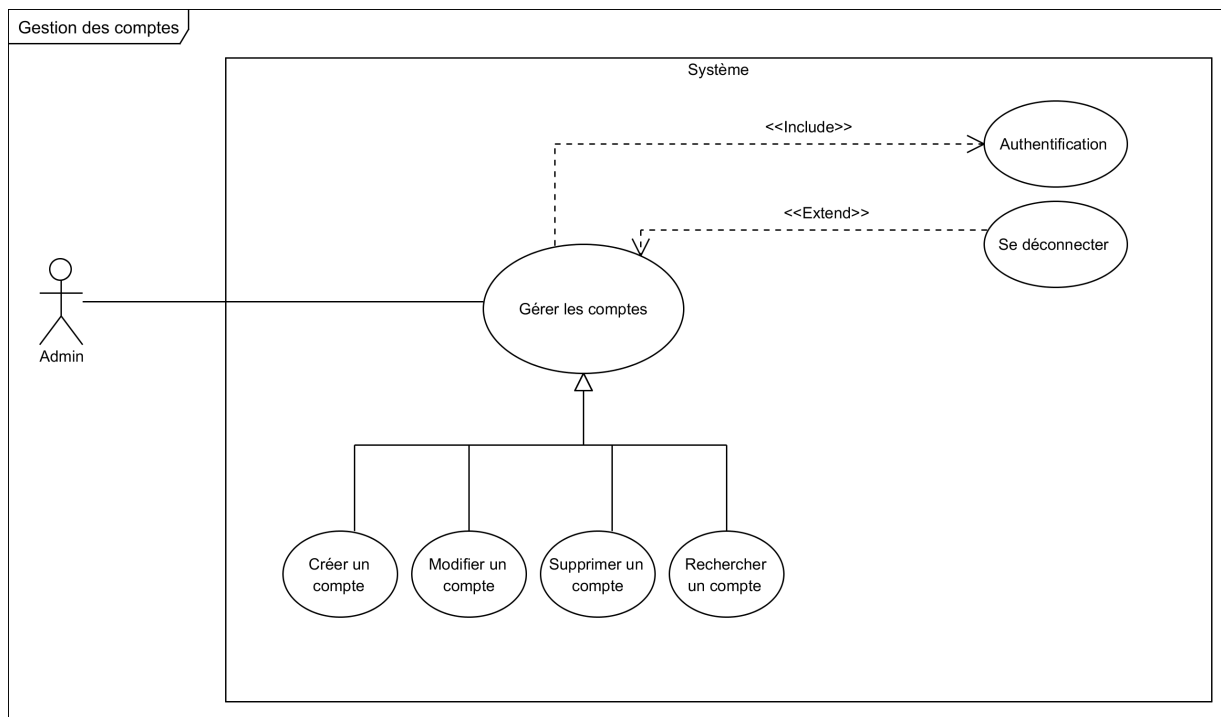 Gestion des comptes
Système
<<Include>>
Authentification
<<Extend>>
Se déconnecter
Gérer les comptes
Admin
Créer un
compte
Modifier un
compte
Supprimer un
compte
Rechercher
un compte